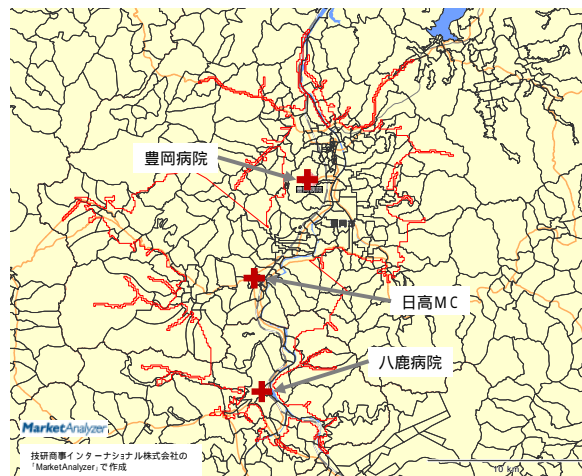 豊岡病院
日高MC
八鹿病院
MarketAnalyzer
技研商事インターナショナル株式会社の
「MarketAnalyzer」で作成
10 km